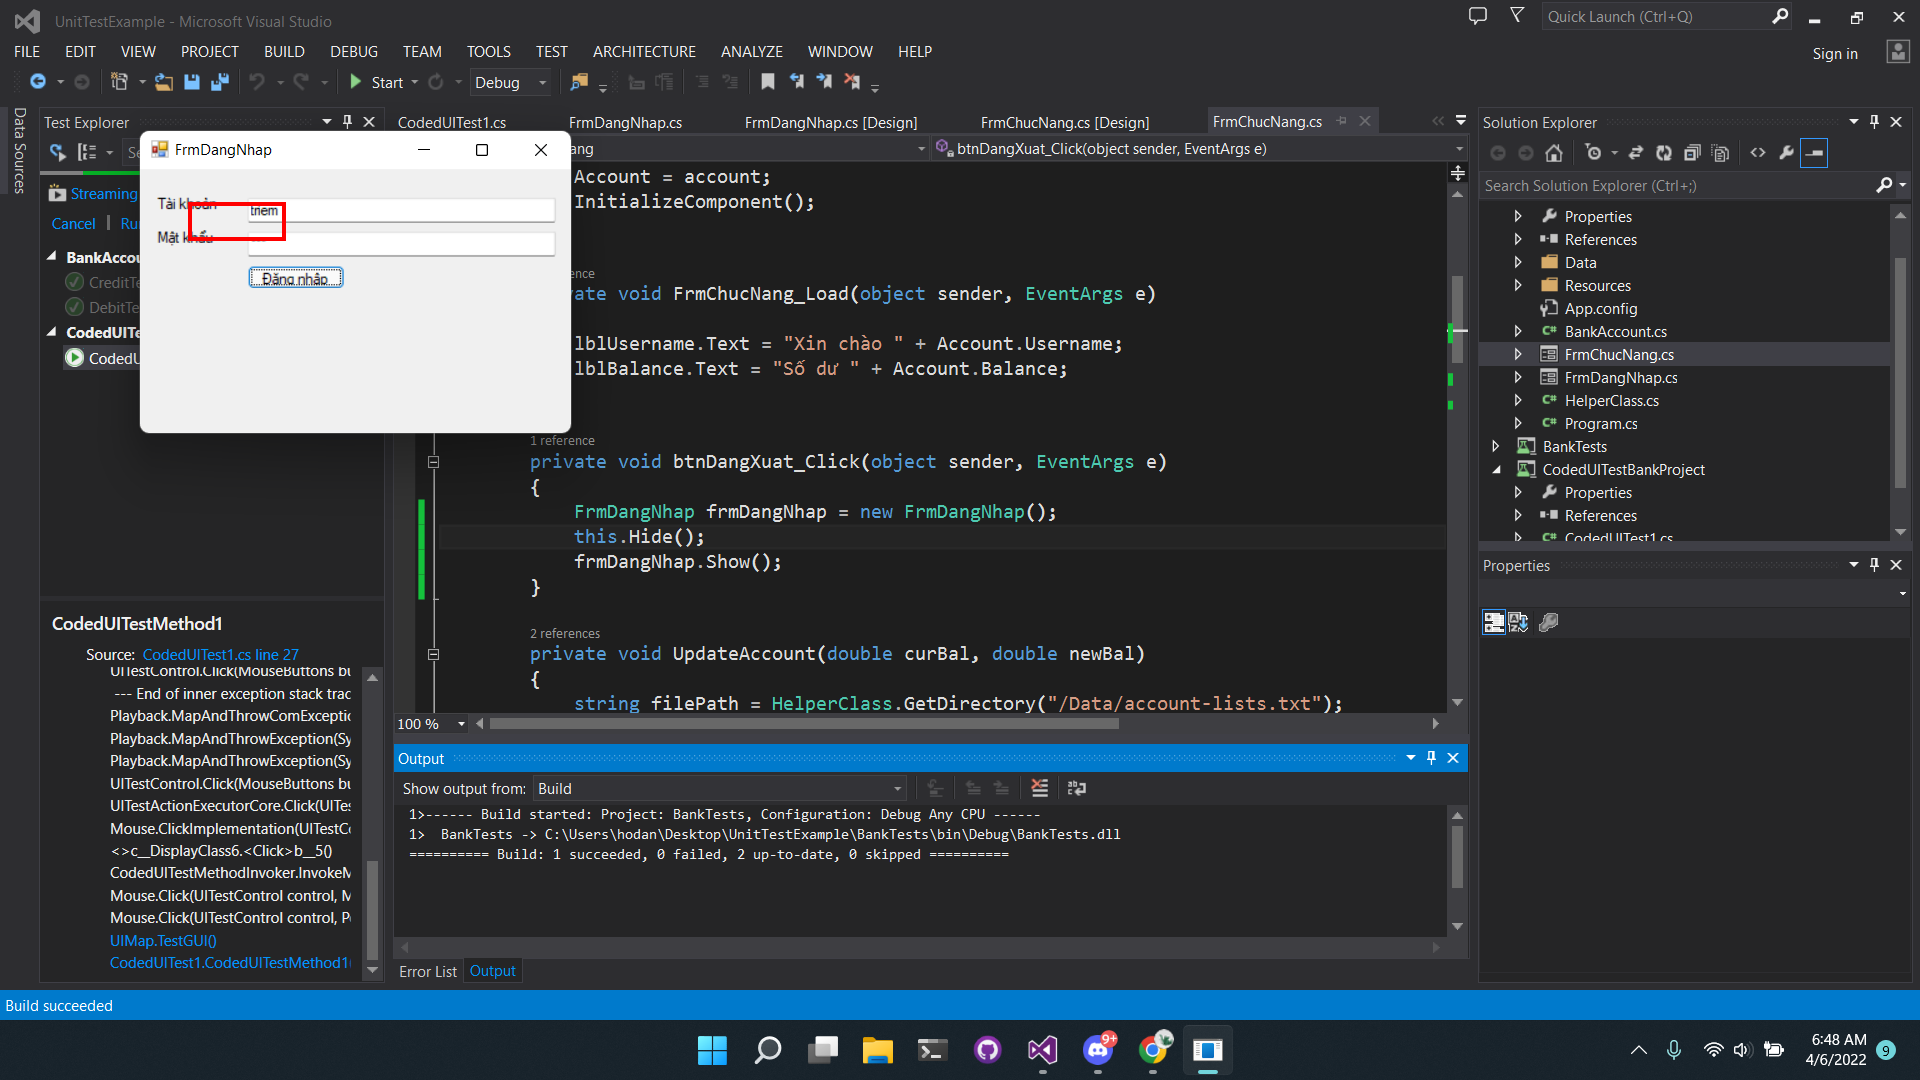 UnitTestExample - Microsoft Visual Studio
Quick Launch (Ctrl+Q)
FILE EDIT VIEW PROJECT BUILD DEBUG TEAM TOOLS TEST ARCHITECTURE ANALYZE WINDOW HELP
Sign in
Start
Debug
Data Sources
Test Explorer
Streaming
Cancel
BankAccou
CreditTe
DebitTe
CodedUITe
CodedU
FrmDangNhap
Tài khoản
triem
Mật khẩu
Đăng nhập
CodedUITest1.cs FrmDangNhap.cs FrmDangNhap.cs [Design] FrmChucNang.cs [Design] FrmChucNang.cs
ang
btnDangXuat_Click(object sender, EventArgs e)
Account = account;
InitializeComponent();
ence
ate void FrmChucNang_Load(object sender, EventArgs e)
lblUsername.Text = "Xin chào " + Account.Username;
lblBalance.Text = "Số dư " + Account.Balance;
1 reference
private void btnDangXuat_Click(object sender, EventArgs e)
{
FrmDangNhap frmDangNhap = new FrmDangNhap();
this.Hide();
frmDangNhap.Show();
}
2 references
private void UpdateAccount(double curBal, double newBal)
{
string filePath = HelperClass.GetDirectory("/Data/account-lists.txt");
100 %
CodedUITestMethod1
Source: CodedUITest1.cs line 27
UITestControl.Click(MouseButtons bu
--- End of inner exception stack trac
Playback.MapAndThrowComExceptio
Playback.MapAndThrowException(Sy
Playback.MapAndThrowException(Sy
UITestControl.Click(MouseButtons bu
UITestActionExecutorCore.Click(UITes
Mouse.ClickImplementation(UITestCo
<>c__DisplayClass6.<Click>b__5()
CodedUITestMethodInvoker.InvokeM
Mouse.Click(UITestControl control, M
Mouse.Click(UITestControl control, Po
UIMap.TestGUI()
CodedUITest1.CodedUITestMethod1(
Output
Show output from: Build
1>------ Build started: Project: BankTests, Configuration: Debug Any CPU ------
1>  BankTests -> C:\Users\hodan\Desktop\UnitTestExample\BankTests\bin\Debug\BankTests.dll
========== Build: 1 succeeded, 0 failed, 2 up-to-date, 0 skipped ==========
Error List Output
Solution Explorer
Search Solution Explorer (Ctrl+;)
Properties
References
Data
Resources
App.config
BankAccount.cs
FrmChucNang.cs
FrmDangNhap.cs
HelperClass.cs
Program.cs
BankTests
CodedUITestBankProject
Properties
References
CodedUITest1.cs
Properties
Build succeeded
9+
6:48 AM
4/6/2022
9